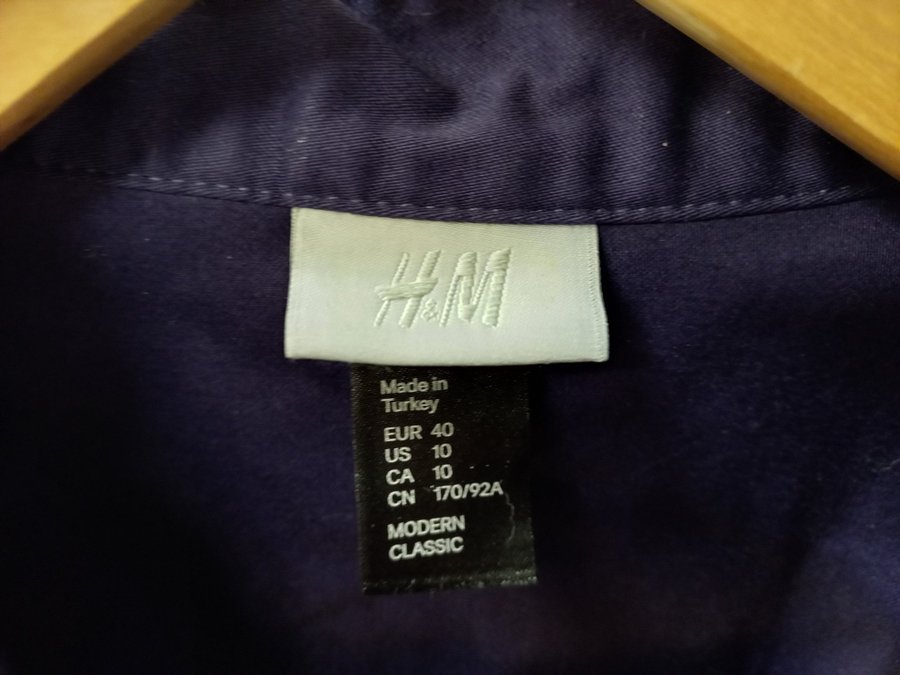 H&M
Made in
Turkey
EUR 40
US 10
CA 10
CN 170/92A
MODERN
CLASSIC